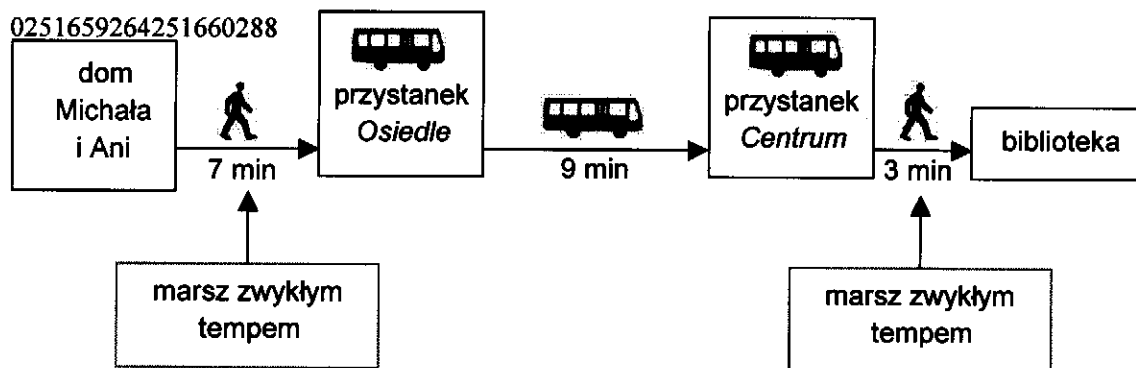 0251659264251660288
dom
Michała
i Ani
7 min
przystanek
Osiedle
9 min
przystanek
Centrum
3 min
biblioteka
marsz zwykłym
tempem
marsz zwykłym
tempem